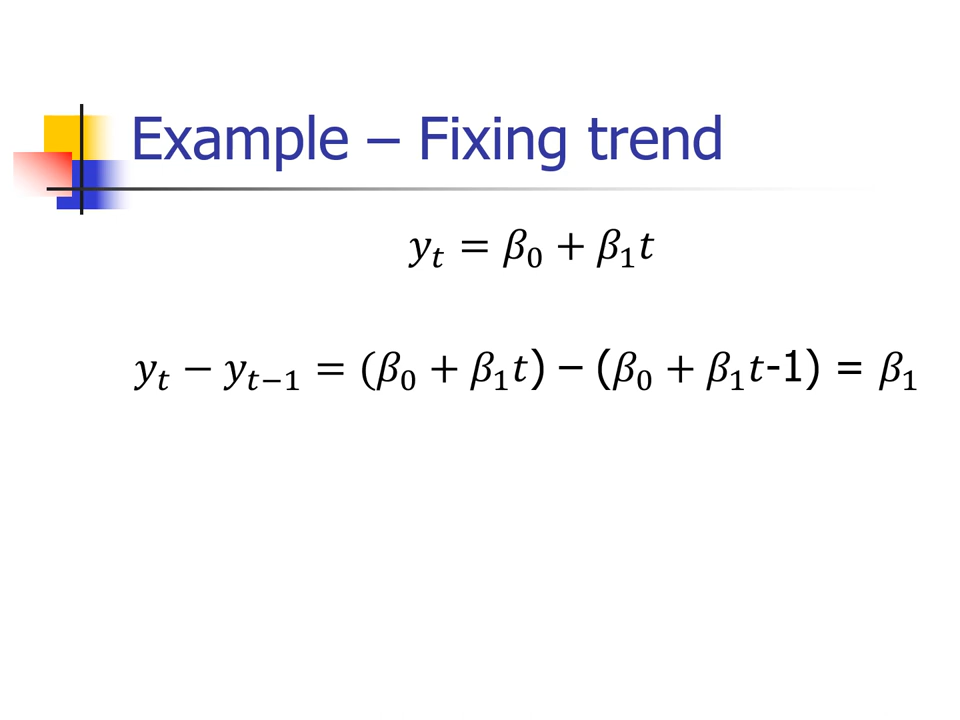 Example – Fixing trend
𝑦ₜ = 𝛽₀ + 𝛽₁𝑡
𝑦ₜ − 𝑦ₜ₋₁ = (𝛽₀ + 𝛽₁𝑡) – (𝛽₀ + 𝛽₁𝑡-1) = 𝛽₁